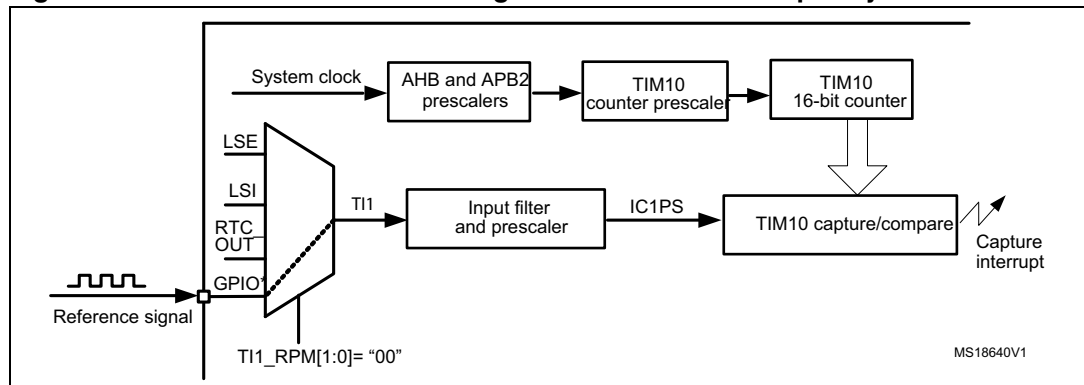 System clock
AHB and APB2
prescalers
TIM10
counter prescaler
TIM10
16-bit counter
LSE
LSI
RTC_
OUT
GPIO*
TI1
Input filter
and prescaler
IC1PS
TIM10 capture/compare
Capture
interrupt
Reference signal
TI1_RPM[1:0]= “00”
MS18640V1